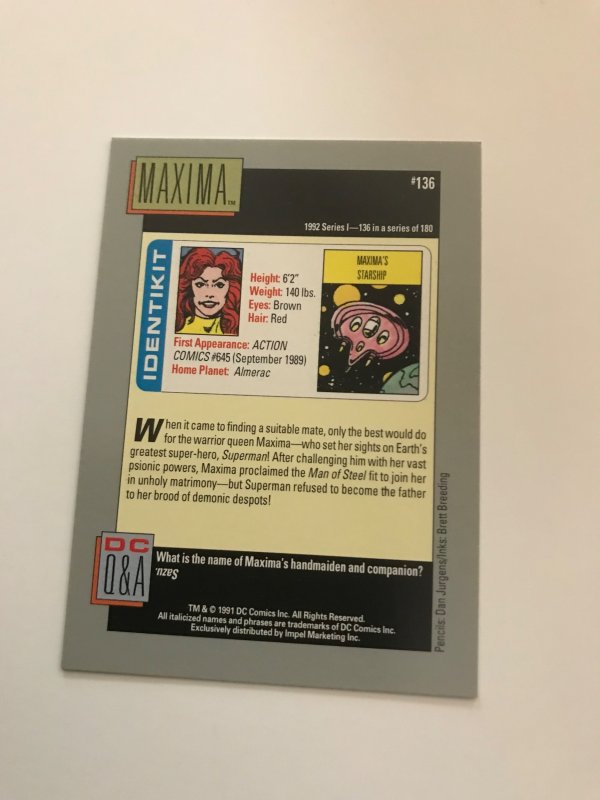 MAXIMA™
#136
1992 Series I—136 in a series of 180
IDENTIKIT
Height: 6'2"
Weight: 140 lbs.
Eyes: Brown
Hair: Red
First Appearance: ACTION
COMICS #645 (September 1989)
Home Planet: Almerac
MAXIMA'S
STARSHIP
When it came to finding a suitable mate, only the best would do
for the warrior queen Maxima—who set her sights on Earth's
greatest super-hero, Superman! After challenging him with her vast
psionic powers, Maxima proclaimed the Man of Steel fit to join her
in unholy matrimony—but Superman refused to become the father
to her brood of demonic despots!
Pencils: Dan Jurgens/Inks: Brett Breeding
DC
Q&A
What is the name of Maxima's handmaiden and companion?
Sazu.
TM & © 1991 DC Comics Inc. All Rights Reserved.
All italicized names and phrases are trademarks of DC Comics Inc.
Exclusively distributed by Impel Marketing Inc.